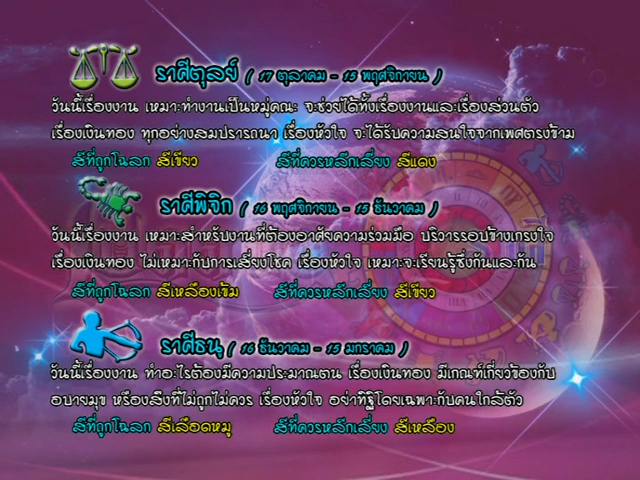 ราศีตุลย์ ( 17 ตุลาคม - 15 พฤศจิกายน )
วันนี้เรื่องงาน เหมาะทำงานเป็นหมู่คณะ จะช่วยได้ทั้งเรื่องงานและเรื่องส่วนตัว
เรื่องเงินทอง ทุกอย่างสมปรารถนา เรื่องหัวใจ จะได้รับความสนใจจากเพศตรงข้าม
สีที่ถูกโฉลก สีเขียว สีที่ควรหลีกเลี่ยง สีแดง
ราศีพิจิก ( 16 พฤศจิกายน - 15 ธันวาคม )
วันนี้เรื่องงาน เหมาะสำหรับงานที่ต้องอาศัยความร่วมมือ บริวารรอบข้างเกรงใจ
เรื่องเงินทอง ไม่เหมาะกับการเสี่ยงโชค เรื่องหัวใจ เหมาะจะเรียนรู้ซึ่งกันและกัน
สีที่ถูกโฉลก สีเหลืองเข้ม สีที่ควรหลีกเลี่ยง สีเขียว
ราศีธนู ( 16 ธันวาคม - 15 มกราคม )
วันนี้เรื่องงาน ทำอะไรต้องมีความประมาณตน เรื่องเงินทอง มีเกณฑ์เกี่ยวข้องกับ
อบายมุข หรือสิ่งที่ไม่ถูกไม่ควร เรื่องหัวใจ อย่าทิฐิโดยเฉพาะกับคนใกล้ตัว
สีที่ถูกโฉลก สีเลือดหมู สีที่ควรหลีกเลี่ยง สีเหลือง